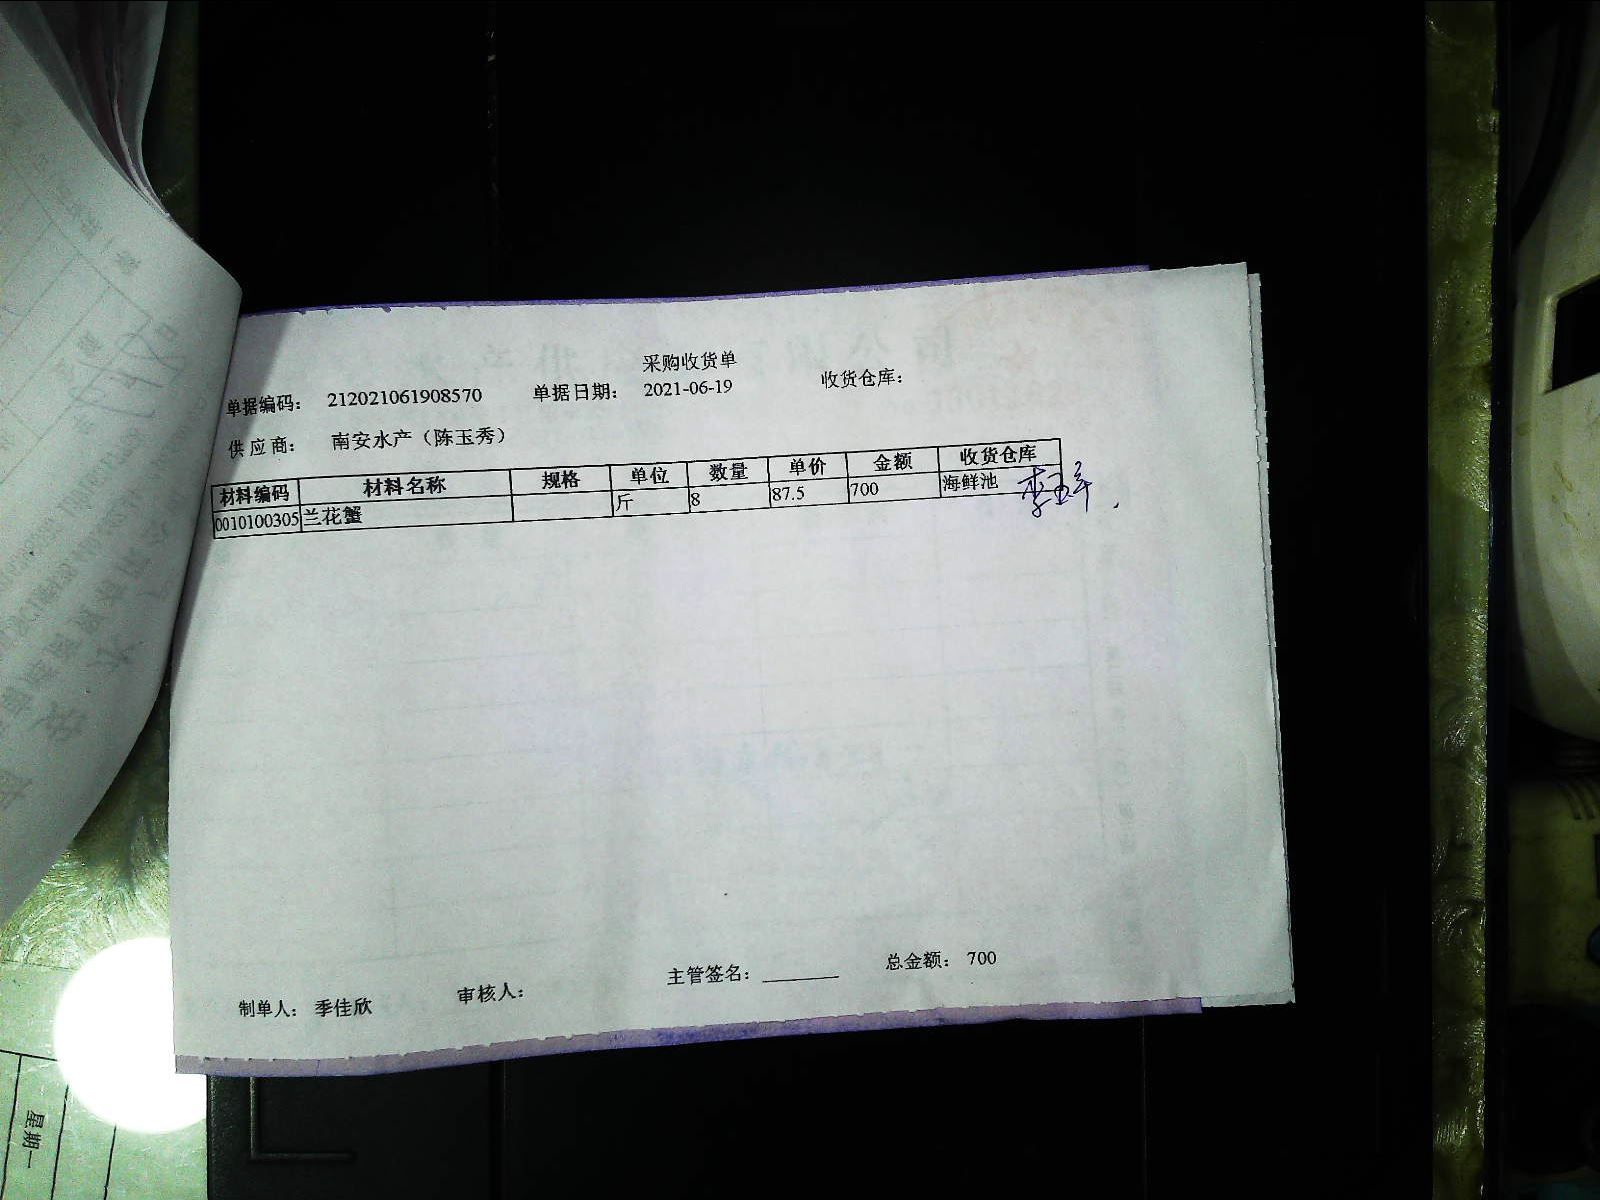 采购收货单
单据编码： 212021061908570 单据日期： 2021-06-19 收货仓库：
供应商： 南安水产（陈玉秀）
材料编码 材料名称 规格 单位 数量 单价 金额 收货仓库
0010100305 兰花蟹 斤 8 87.5 700 海鲜池
制单人： 季佳欣 审核人： 主管签名： 总金额： 700
星期一